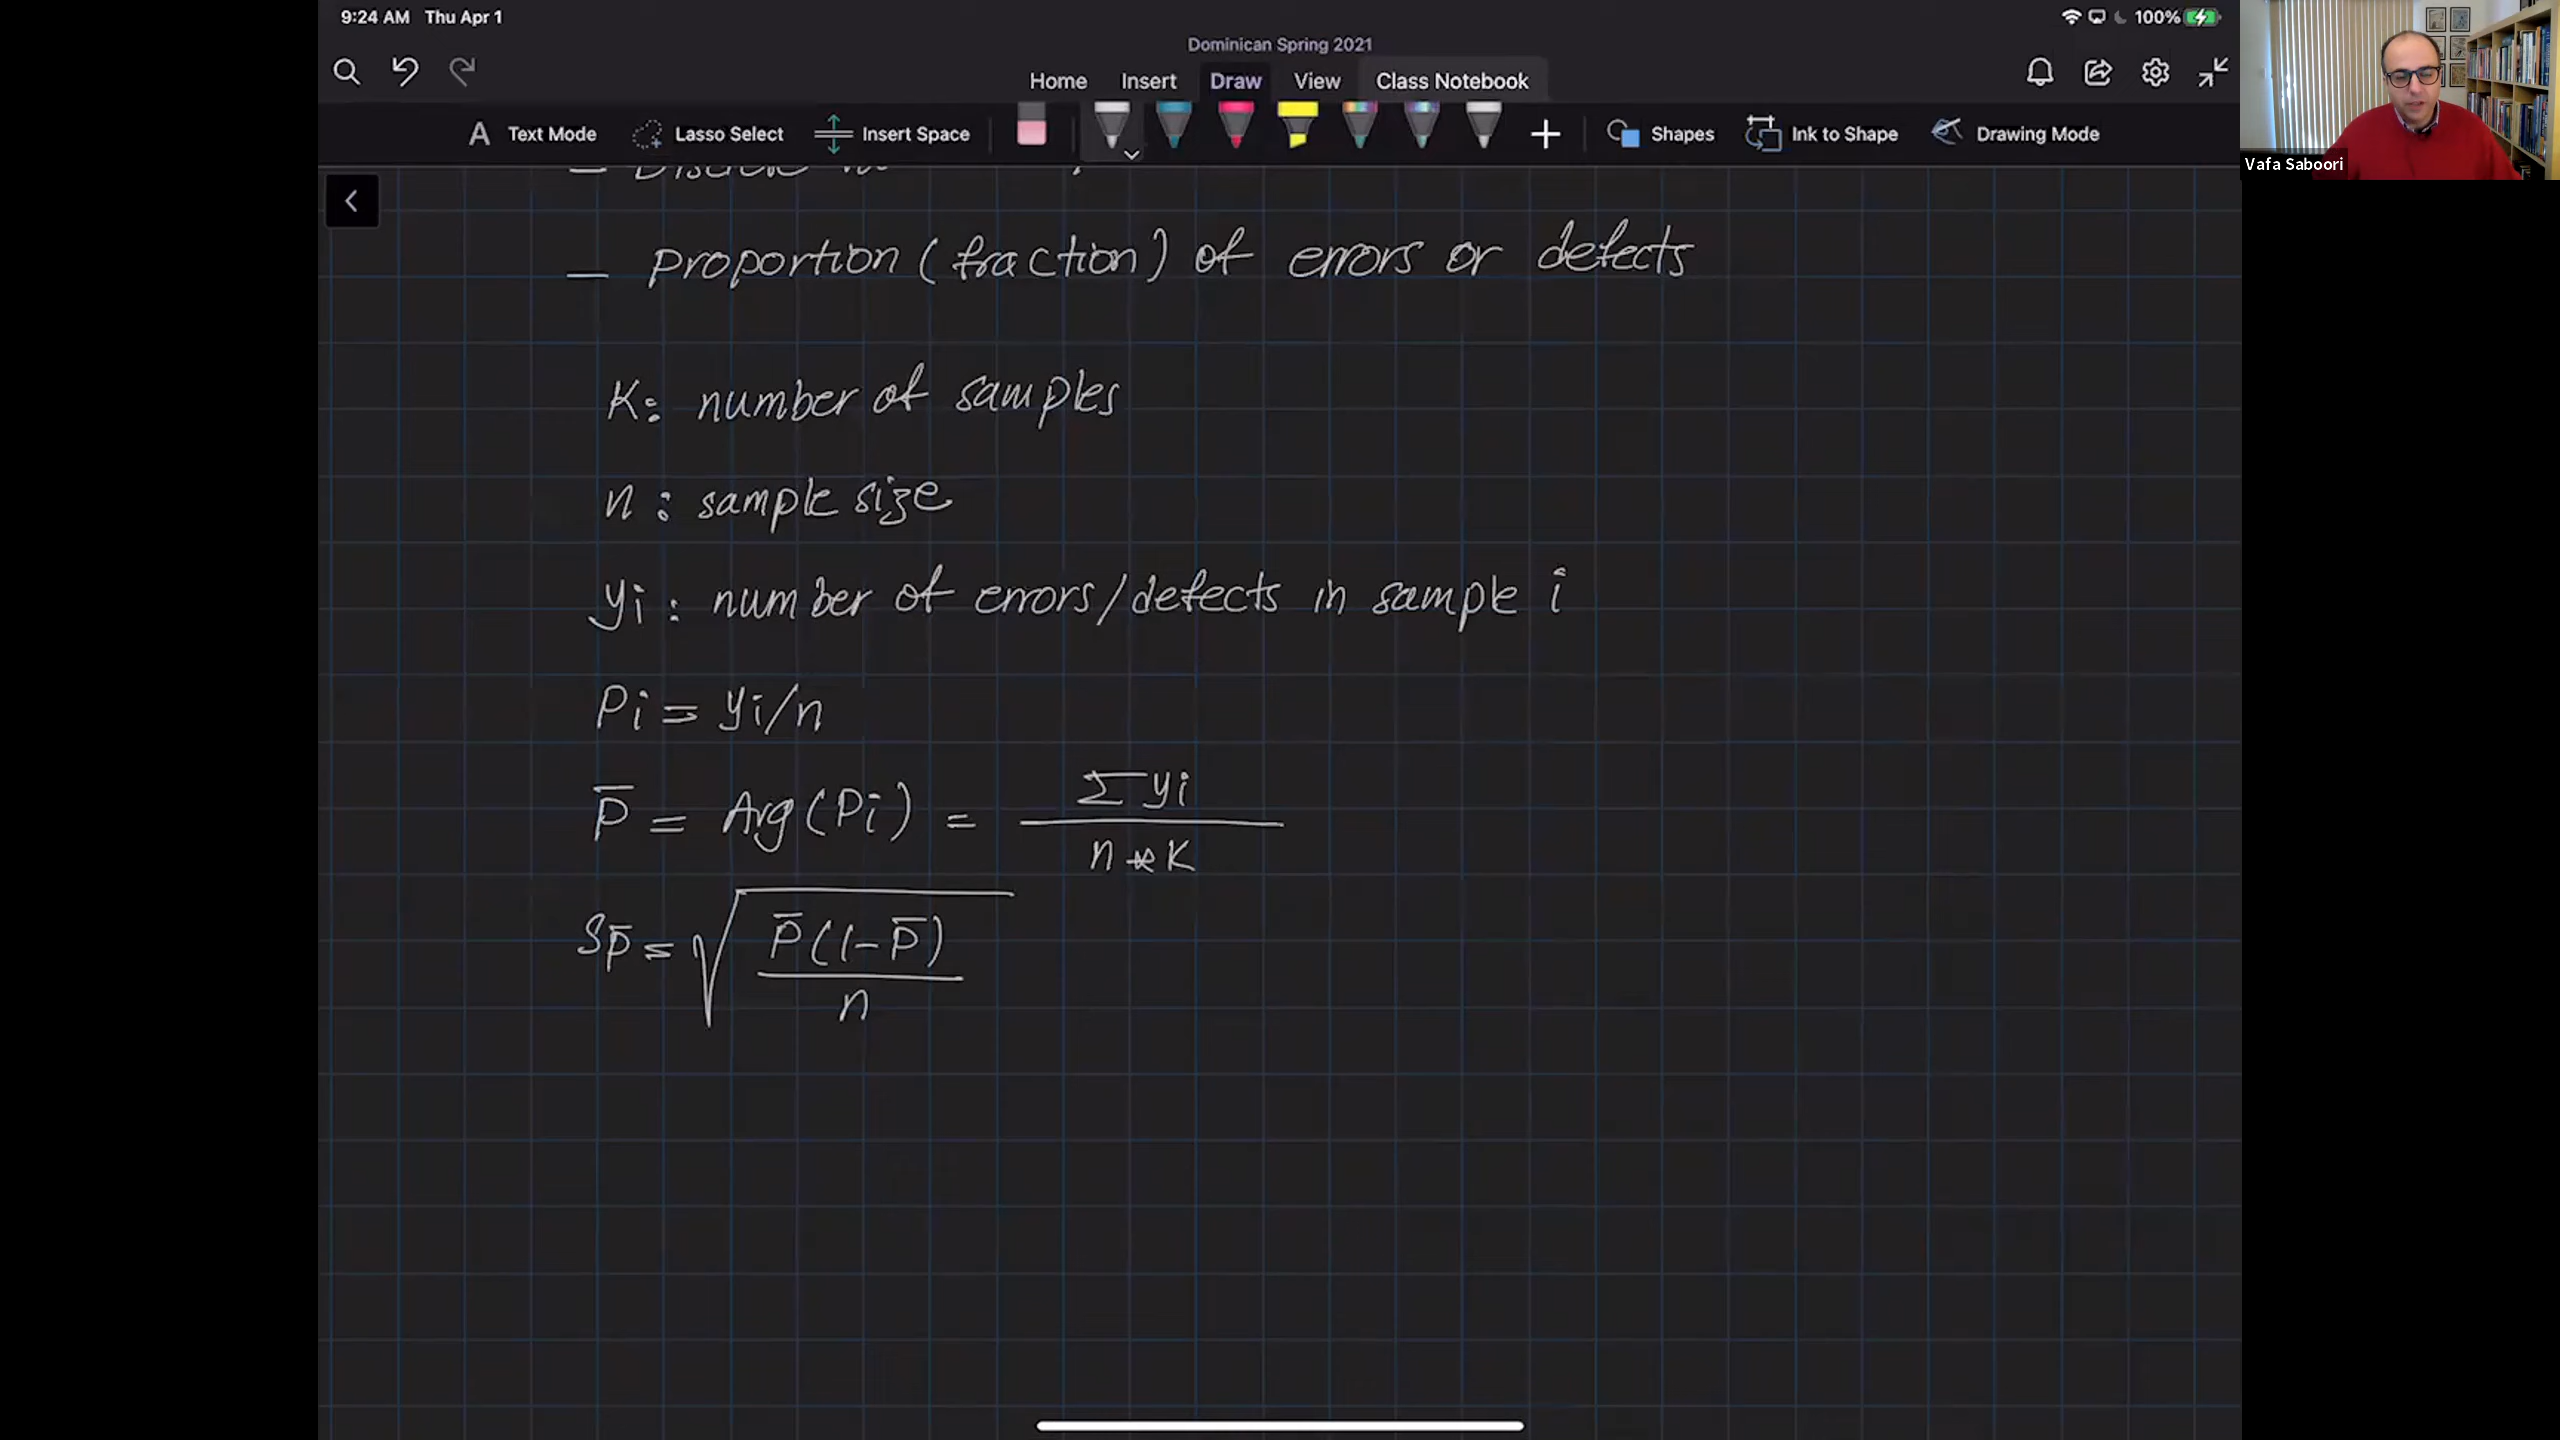 9:24 AM Thu Apr 1
100%
Dominican Spring 2021
Home Insert Draw View Class Notebook
Text Mode Lasso Select Insert Space Shapes Ink to Shape Drawing Mode
Vafa Saboori
– Discrete
– proportion (fraction) of errors or defects
K: number of samples
n: sample size
yi: number of errors/defects in sample i
Pi = yi/n
P̄ = Avg(Pi) = Σyi / n*K
Sp̄ = √(P̄(1-P̄) / n)